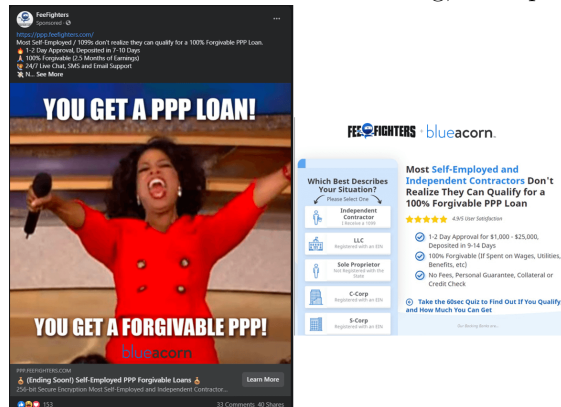 FeeFighters
Sponsored ·
https://ppp.feefighters.com/
Most Self-Employed / 1099s don't realize they can qualify for a 100% Forgivable PPP Loan.
🔥 1-2 Day Approval, Deposited in 7-10 Days
100% Forgivable (2.5 Months of Earnings)
24/7 Live Chat, SMS and Email Support
N... See More
YOU GET A PPP LOAN!
YOU GET A FORGIVABLE PPP!
blueacorn
PPP.FEEFIGHTERS.COM
(Ending Soon!) Self-Employed PPP Forgivable Loans
256-bit Secure Encryption Most Self-Employed and Independent Contractor...
Learn More
153
33 Comments 40 Shares
FEEFIGHTERS + blueacorn.
Which Best Describes
Your Situation?
Please Select One
Independent
Contractor
I Receive a 1099
LLC
Registered with an EIN
Sole Proprietor
Not Registered with the
State
C-Corp
Registered with an EIN
S-Corp
Registered with an EIN
Most Self-Employed and
Independent Contractors Don't
Realize They Can Qualify for a
100% Forgivable PPP Loan
4.9/5 User Satisfaction
1-2 Day Approval for $1,000 - $25,000,
Deposited in 9-14 Days
100% Forgivable (If Spent on Wages, Utilities,
Benefits, etc)
No Fees, Personal Guarantee, Collateral or
Credit Check
Take the 60sec Quiz to Find Out If You Qualify
and How Much You Can Get